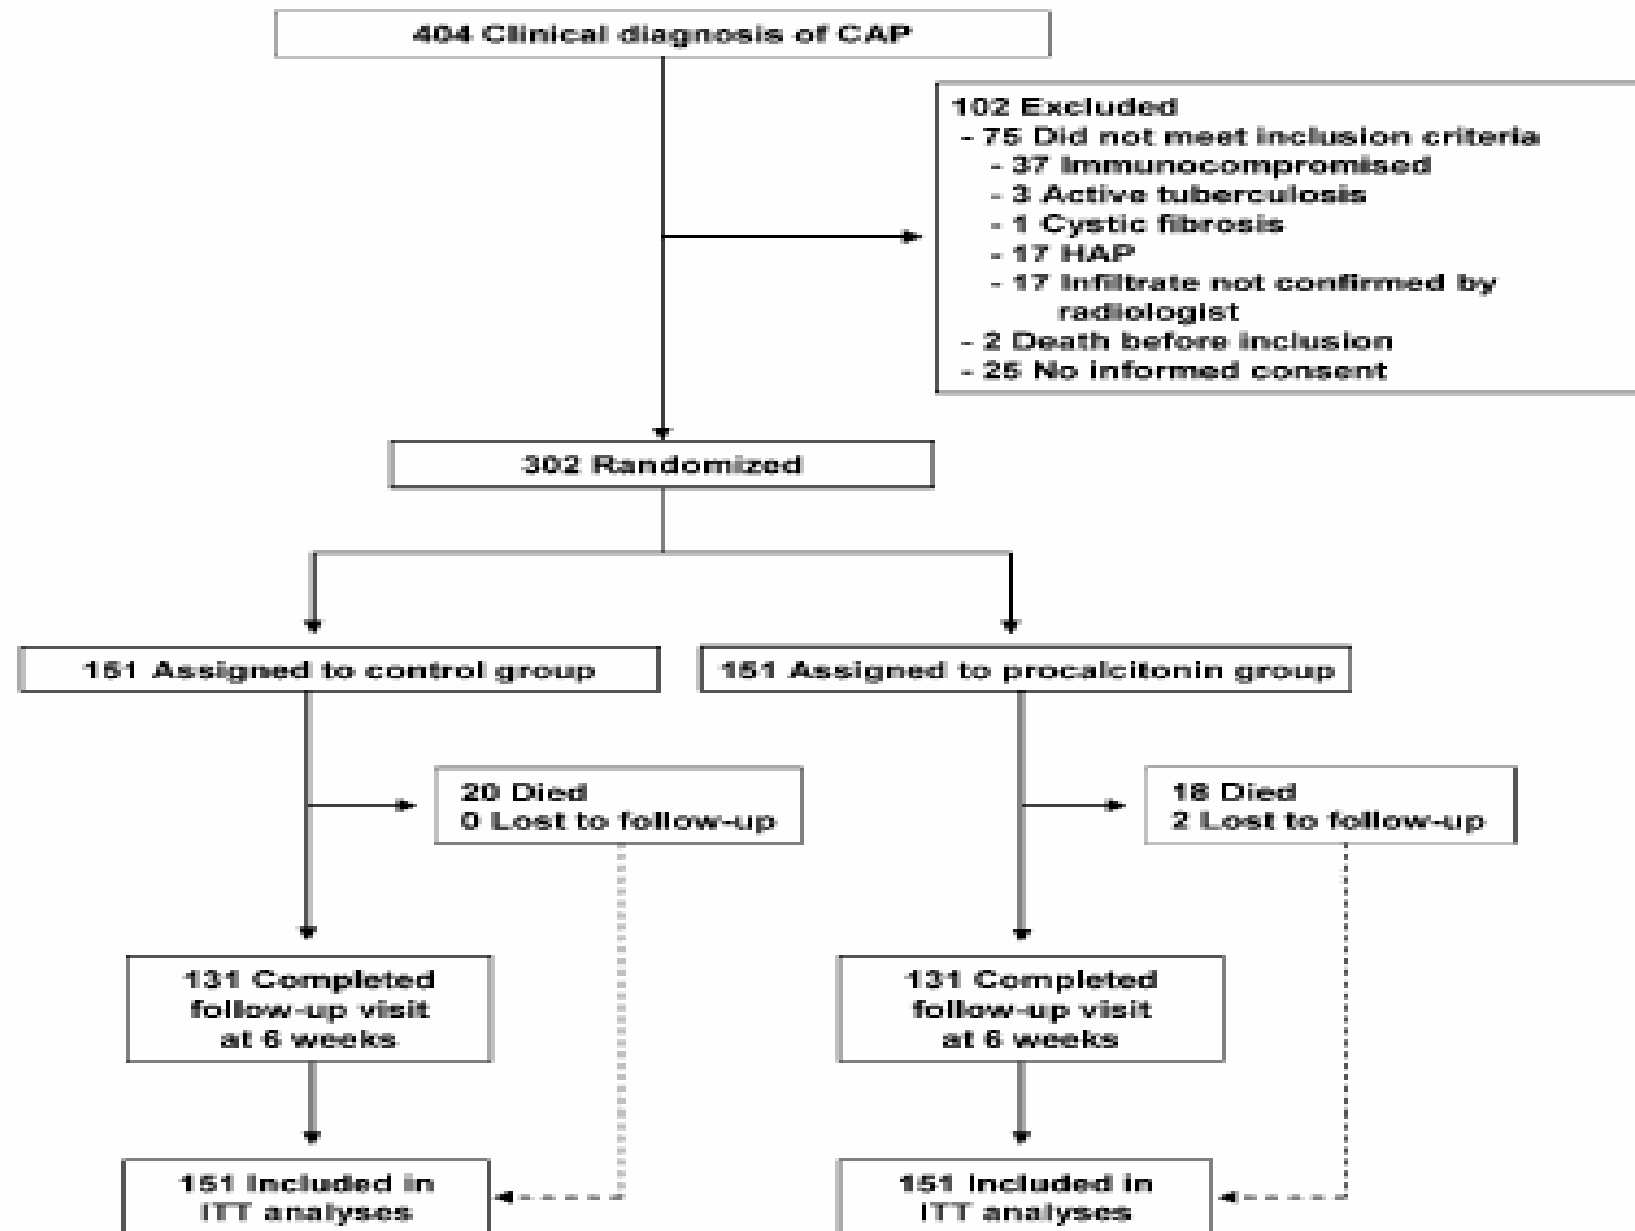 404 Clinical diagnosis of CAP
102 Excluded
- 75 Did not meet inclusion criteria
- 37 Immunocompromised
- 3 Active tuberculosis
- 1 Cystic fibrosis
- 17 HAP
- 17 Infiltrate not confirmed by
radiologist
- 2 Death before inclusion
- 25 No informed consent
302 Randomized
151 Assigned to control group
151 Assigned to procalcitonin group
20 Died
0 Lost to follow-up
18 Died
2 Lost to follow-up
131 Completed
follow-up visit
at 6 weeks
131 Completed
follow-up visit
at 6 weeks
151 Included in
ITT analyses
151 Included in
ITT analyses